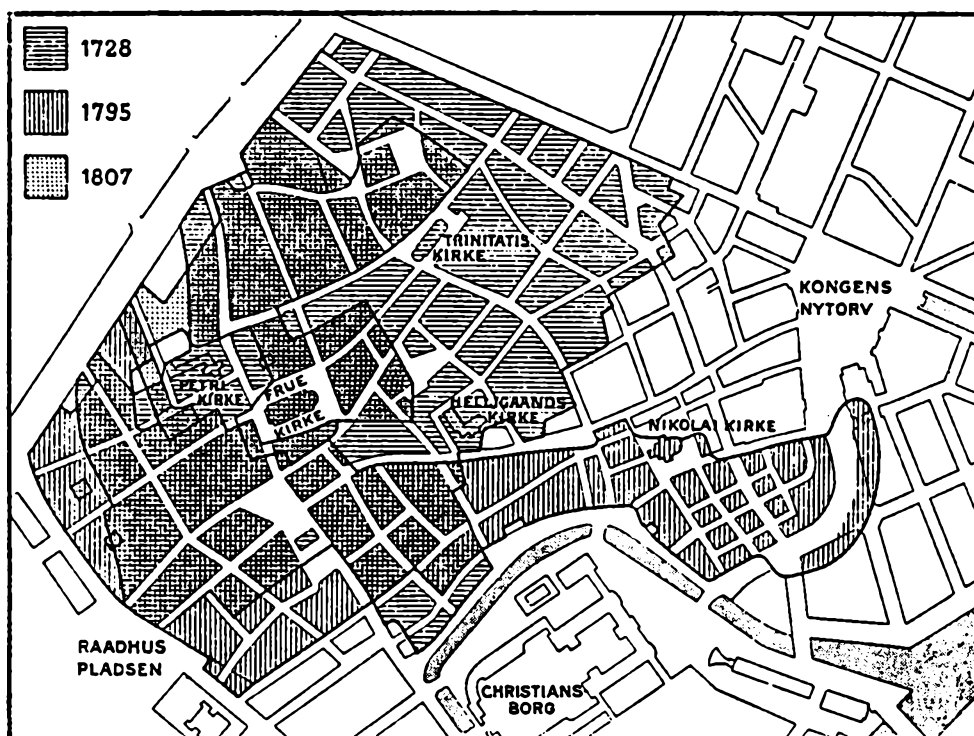 1728
1795
1807
TRINITATIS
KIRKE
KONGENS
NYTORV
PETRI
KIRKE
FRUE
KIRKE
HELLIGAANDS
KIRKE
NIKOLAI KIRKE
RAADHUS
PLADSEN
CHRISTIANS
BORG